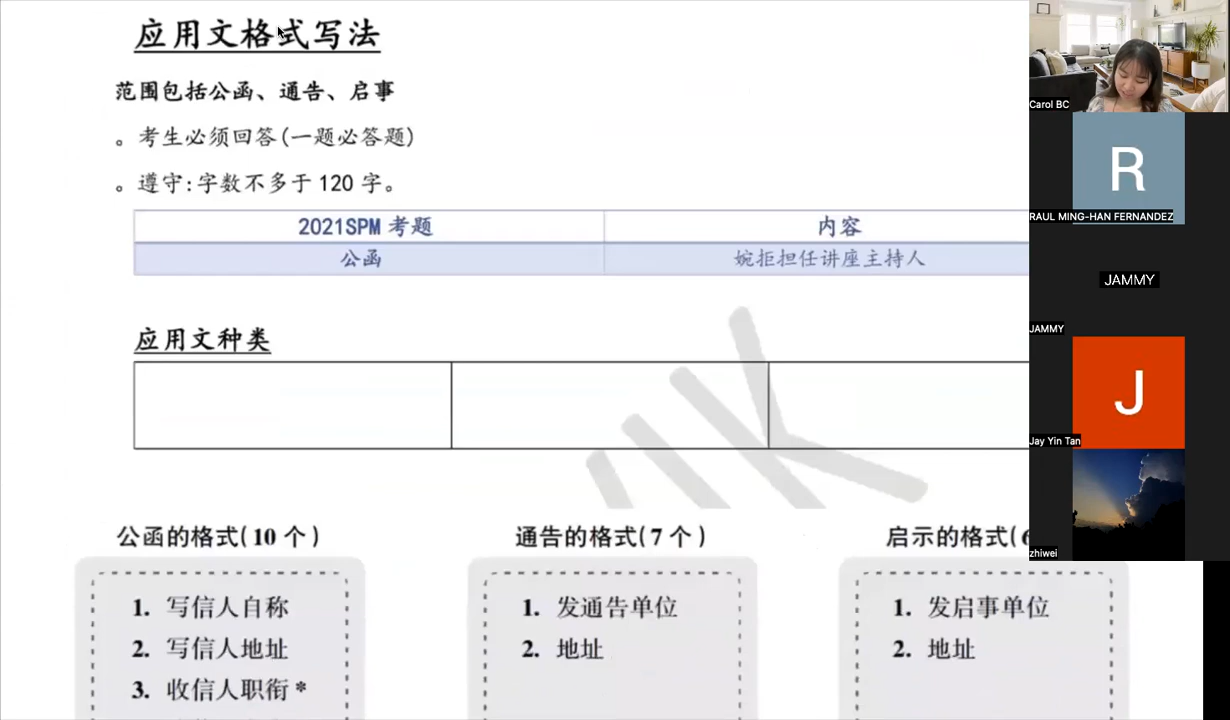 应用文格式写法
范围包括公函、通告、启事
。考生必须回答(一题必答题)
。遵守:字数不多于 120 字。
2021SPM 考题 内容
公函 婉拒担任讲座主持人
应用文种类
公函的格式(10 个) 通告的格式(7 个) 启示的格式(6
1. 写信人自称 1. 发通告单位 1. 发启事单位
2. 写信人地址 2. 地址 2. 地址
3. 收信人职衔 *
Carol BC
R
RAUL MING-HAN FERNANDEZ
JAMMY
JAMMY
J
Jay Yin Tan
zhiwei